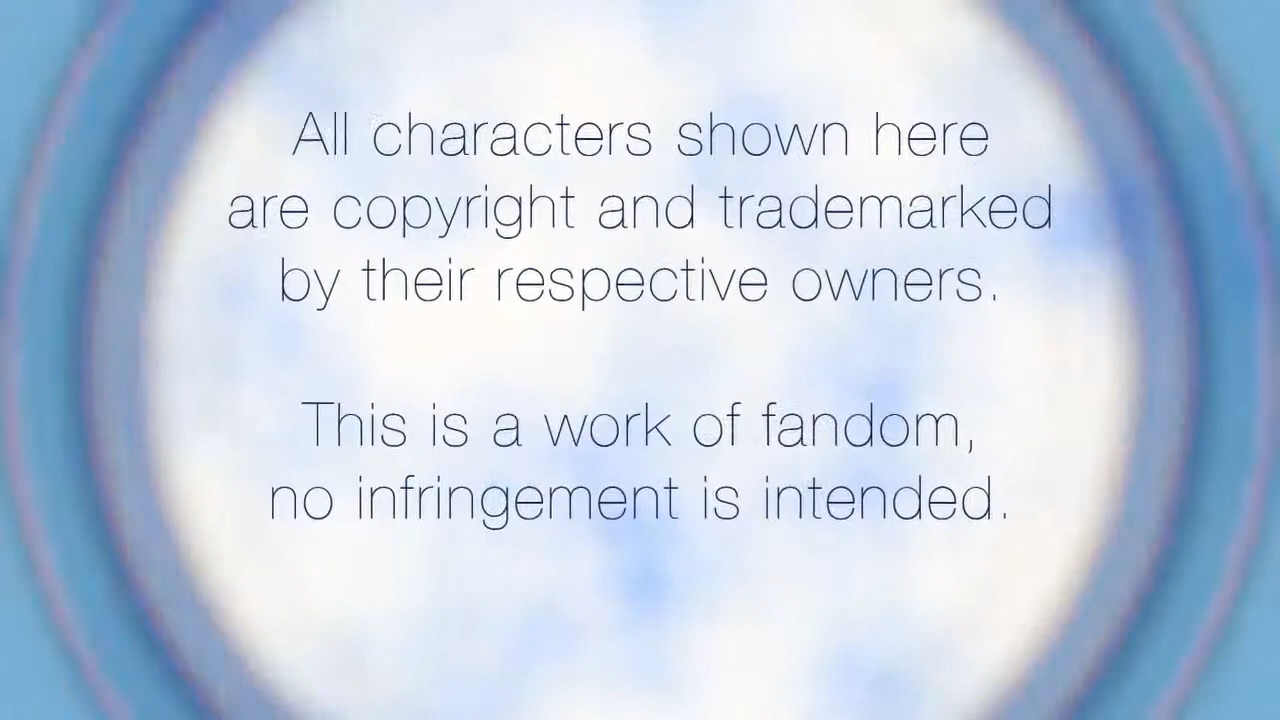 All characters shown here
are copyright and trademarked
by their respective owners.
This is a work of fandom,
no infringement is intended.